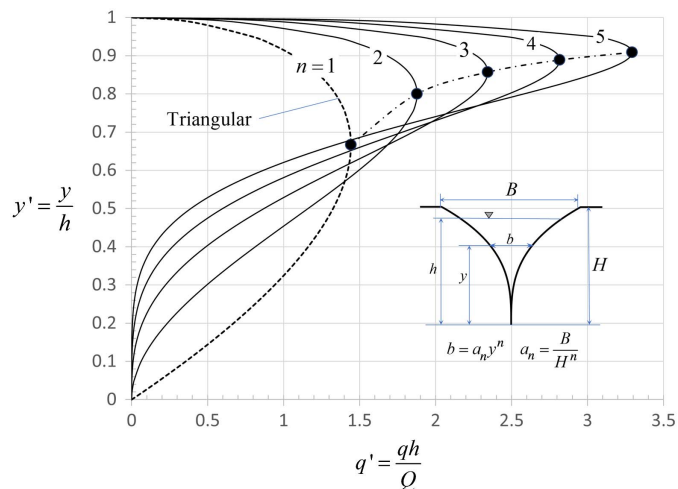 1
0.9
0.8
0.7
0.6
0.5
0.4
0.3
0.2
0.1
0
y' = y/h
n = 1
2
3
4
5
Triangular
B
b
h
y
H
b = a_n y^n
a_n = B/H^n
0
0.5
1
1.5
2
2.5
3
3.5
q' = qh/Q